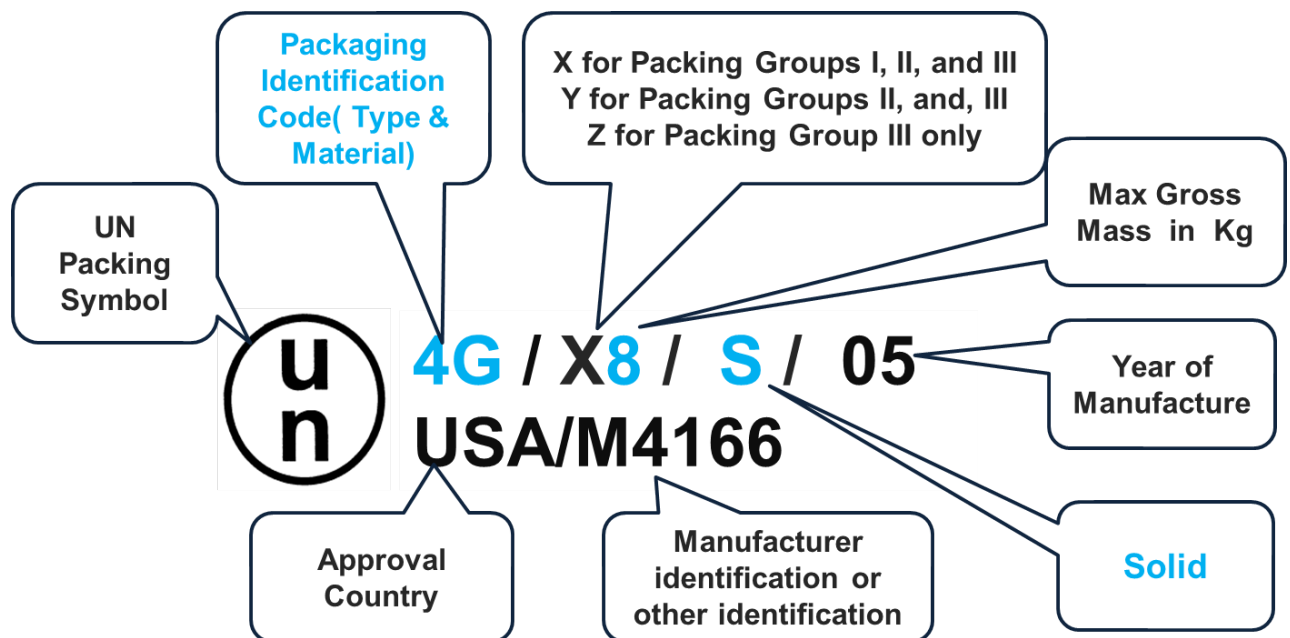 Packaging
Identification
Code( Type &
Material)
X for Packing Groups I, II, and III
Y for Packing Groups II, and, III
Z for Packing Group III only
Max Gross
Mass in Kg
UN
Packing
Symbol
u
n
4G / X8 / S / 05
USA/M4166
Year of
Manufacture
Approval
Country
Manufacturer
identification or
other identification
Solid